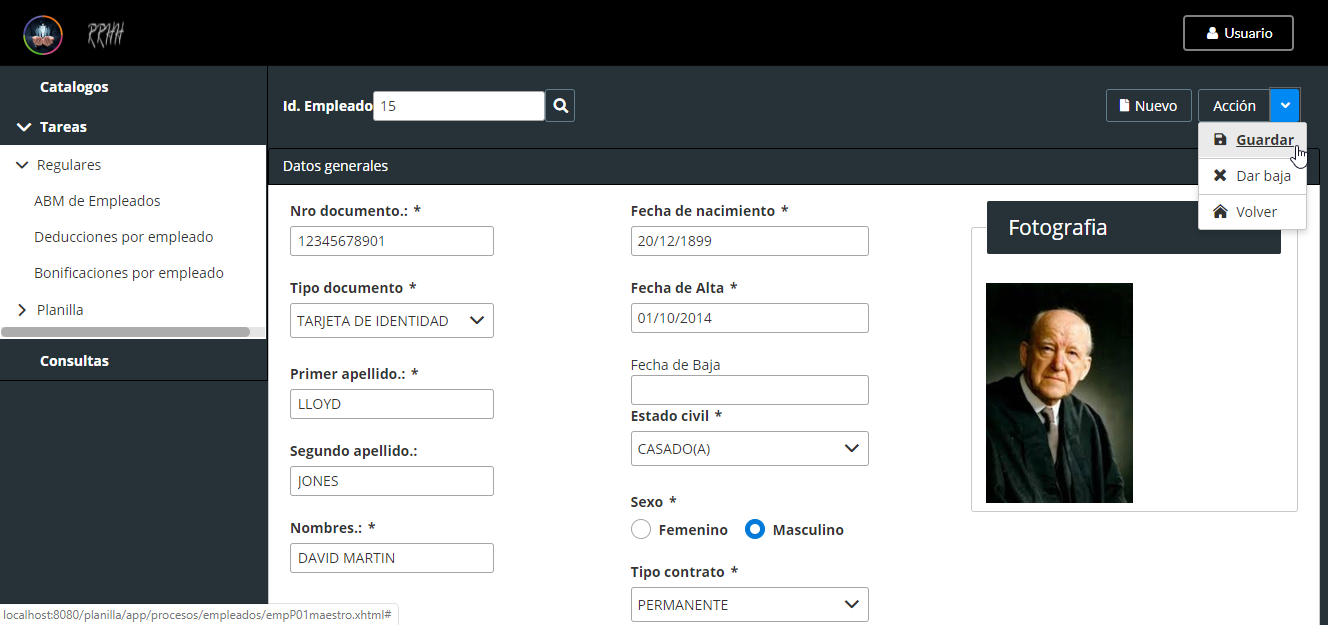 RRHH
Usuario
Catalogos
Tareas
Regulares
ABM de Empleados
Deducciones por empleado
Bonificaciones por empleado
Planilla
Consultas
Id. Empleado 15
Nuevo
Acción
Guardar
Dar baja
Volver
Datos generales
Nro documento.: *
12345678901
Tipo documento *
TARJETA DE IDENTIDAD
Primer apellido.: *
LLOYD
Segundo apellido.:
JONES
Nombres.: *
DAVID MARTIN
Fecha de nacimiento *
20/12/1899
Fecha de Alta *
01/10/2014
Fecha de Baja
Estado civil *
CASADO(A)
Sexo *
Femenino Masculino
Tipo contrato *
PERMANENTE
Fotografia
localhost:8080/planilla/app/procesos/empleados/empP01maestro.xhtml#